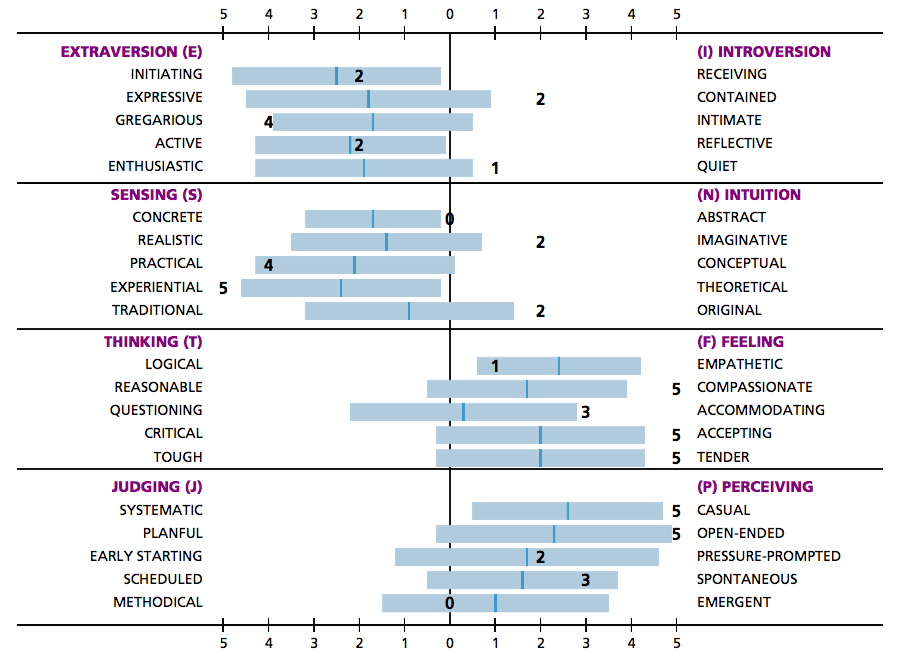 5 4 3 2 1 0 1 2 3 4 5
EXTRAVERSION (E) (I) INTROVERSION
INITIATING 2 RECEIVING
EXPRESSIVE 2 CONTAINED
GREGARIOUS 4 INTIMATE
ACTIVE 2 REFLECTIVE
ENTHUSIASTIC 1 QUIET
SENSING (S) (N) INTUITION
CONCRETE 0 ABSTRACT
REALISTIC 2 IMAGINATIVE
PRACTICAL 4 CONCEPTUAL
EXPERIENTIAL 5 THEORETICAL
TRADITIONAL 2 ORIGINAL
THINKING (T) (F) FEELING
LOGICAL 1 EMPATHETIC
REASONABLE 5 COMPASSIONATE
QUESTIONING 3 ACCOMMODATING
CRITICAL 5 ACCEPTING
TOUGH 5 TENDER
JUDGING (J) (P) PERCEIVING
SYSTEMATIC 5 CASUAL
PLANFUL 5 OPEN-ENDED
EARLY STARTING 2 PRESSURE-PROMPTED
SCHEDULED 3 SPONTANEOUS
METHODICAL 0 EMERGENT
5 4 3 2 1 0 1 2 3 4 5